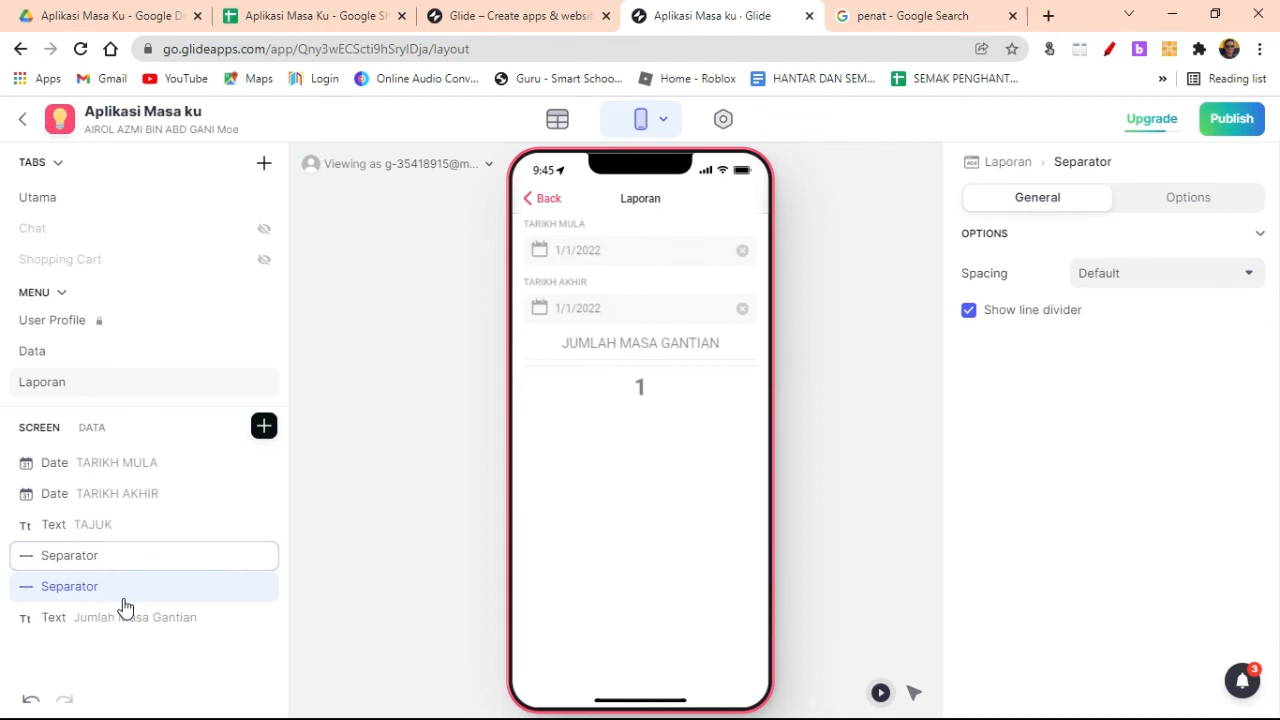 Aplikasi Masa Ku - Google D
Aplikasi Masa Ku - Google Sh
Glide – Create apps & websit
Aplikasi Masa ku · Glide
penat - Google Search
go.glideapps.com/app/Qny3wECScti9hSrylDja/layout
Apps
Gmail
YouTube
Maps
Login
Online Audio Conv...
Guru - Smart Schoo...
Home - Roblox
HANTAR DAN SEM...
SEMAK PENGHANT...
»
Reading list
Aplikasi Masa ku
AIROL AZMI BIN ABD GANI Moe
Upgrade
Publish
TABS
Utama
Chat
Shopping Cart
MENU
User Profile
Data
Laporan
SCREEN
DATA
Date TARIKH MULA
Date TARIKH AKHIR
Tt Text TAJUK
Separator
Separator
Tt Text Jumlah Masa Gantian
Viewing as g-35418915@m...
9:45
Back
Laporan
TARIKH MULA
1/1/2022
TARIKH AKHIR
1/1/2022
JUMLAH MASA GANTIAN
1
Laporan › Separator
General
Options
OPTIONS
Spacing
Default
Show line divider
3